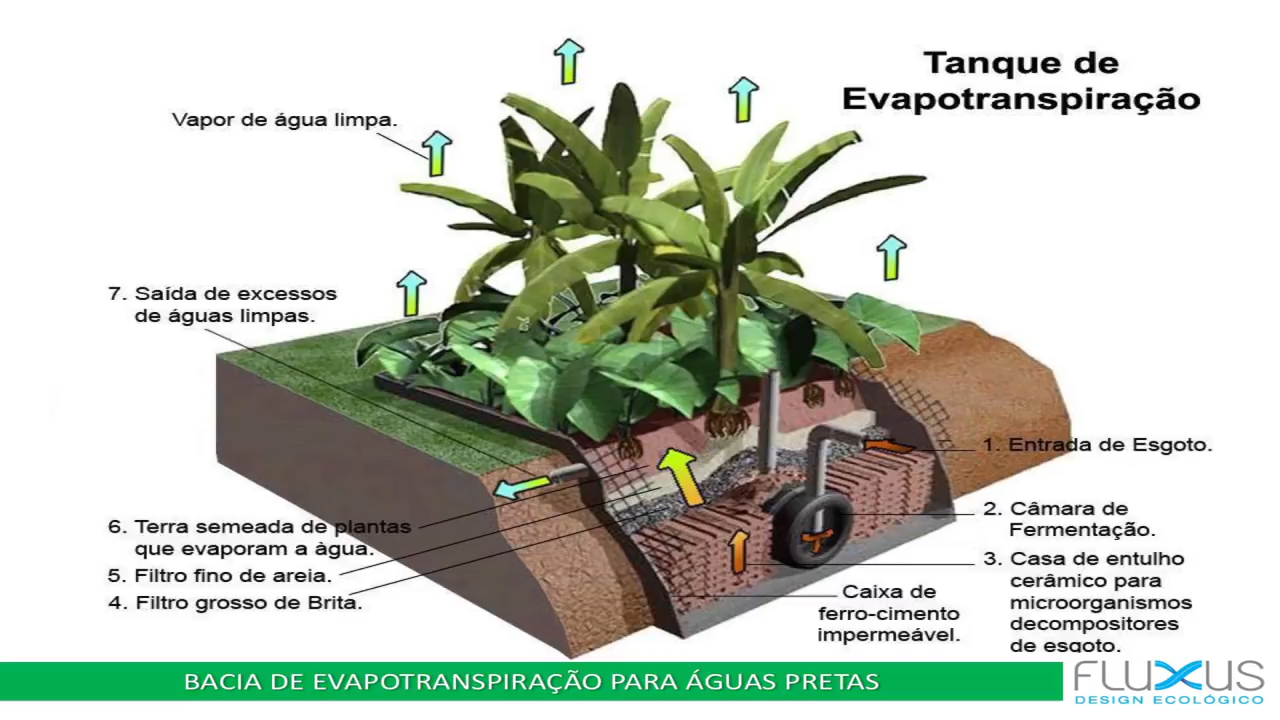 Tanque de
Evapotranspiração
Vapor de água limpa.
7. Saída de excessos
de águas limpas.
1. Entrada de Esgoto.
2. Câmara de
Fermentação.
3. Casa de entulho
cerâmico para
microorganismos
decompositores
de esgoto.
6. Terra semeada de plantas
que evaporam a àgua.
5. Filtro fino de areia.
4. Filtro grosso de Brita.
Caixa de
ferro-cimento
impermeável.
BACIA DE EVAPOTRANSPIRAÇÃO PARA ÁGUAS PRETAS
FLUXUS
DESIGN ECOLÓGICO